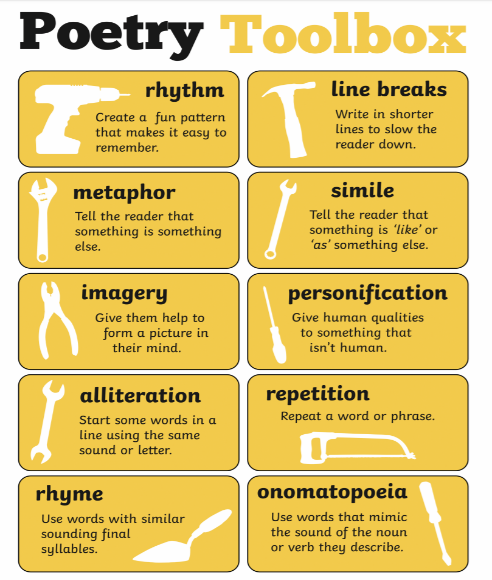 Poetry Toolbox
rhythm
Create a fun pattern
that makes it easy to
remember.
line breaks
Write in shorter
lines to slow the
reader down.
metaphor
Tell the reader that
something is something
else.
simile
Tell the reader that
something is 'like' or
'as' something else.
imagery
Give them help to
form a picture in
their mind.
personification
Give human qualities
to something that
isn't human.
alliteration
Start some words in a
line using the same
sound or letter.
repetition
Repeat a word or phrase.
rhyme
Use words with similar
sounding final
syllables.
onomatopoeia
Use words that mimic
the sound of the noun
or verb they describe.